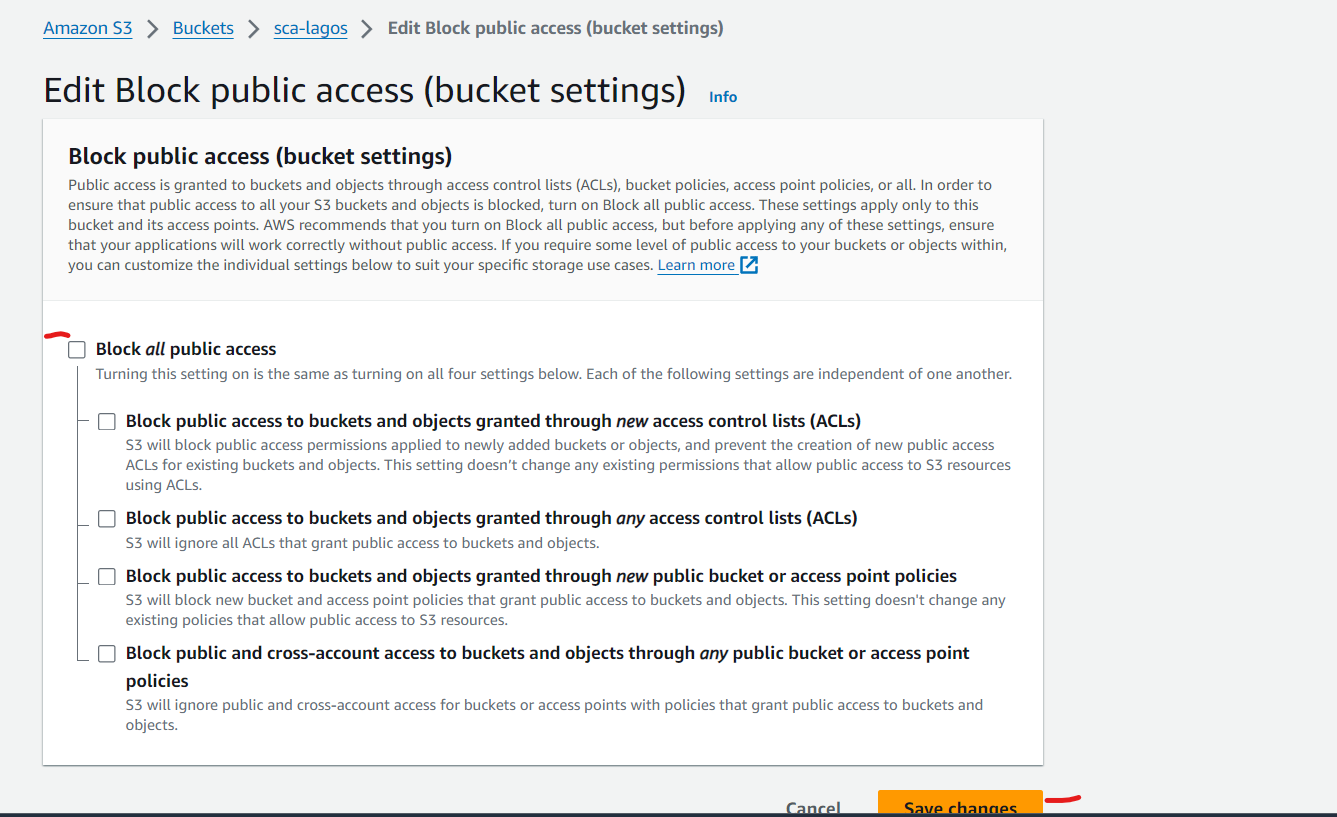 Amazon S3 > Buckets > sca-lagos > Edit Block public access (bucket settings)
Edit Block public access (bucket settings) Info
Block public access (bucket settings)
Public access is granted to buckets and objects through access control lists (ACLs), bucket policies, access point policies, or all. In order to
ensure that public access to all your S3 buckets and objects is blocked, turn on Block all public access. These settings apply only to this
bucket and its access points. AWS recommends that you turn on Block all public access, but before applying any of these settings, ensure
that your applications will work correctly without public access. If you require some level of public access to your buckets or objects within,
you can customize the individual settings below to suit your specific storage use cases. Learn more
Block all public access
Turning this setting on is the same as turning on all four settings below. Each of the following settings are independent of one another.
Block public access to buckets and objects granted through new access control lists (ACLs)
S3 will block public access permissions applied to newly added buckets or objects, and prevent the creation of new public access
ACLs for existing buckets and objects. This setting doesn't change any existing permissions that allow public access to S3 resources
using ACLs.
Block public access to buckets and objects granted through any access control lists (ACLs)
S3 will ignore all ACLs that grant public access to buckets and objects.
Block public access to buckets and objects granted through new public bucket or access point policies
S3 will block new bucket and access point policies that grant public access to buckets and objects. This setting doesn't change any
existing policies that allow public access to S3 resources.
Block public and cross-account access to buckets and objects through any public bucket or access point
policies
S3 will ignore public and cross-account access for buckets or access points with policies that grant public access to buckets and
objects.
Cancel Save changes